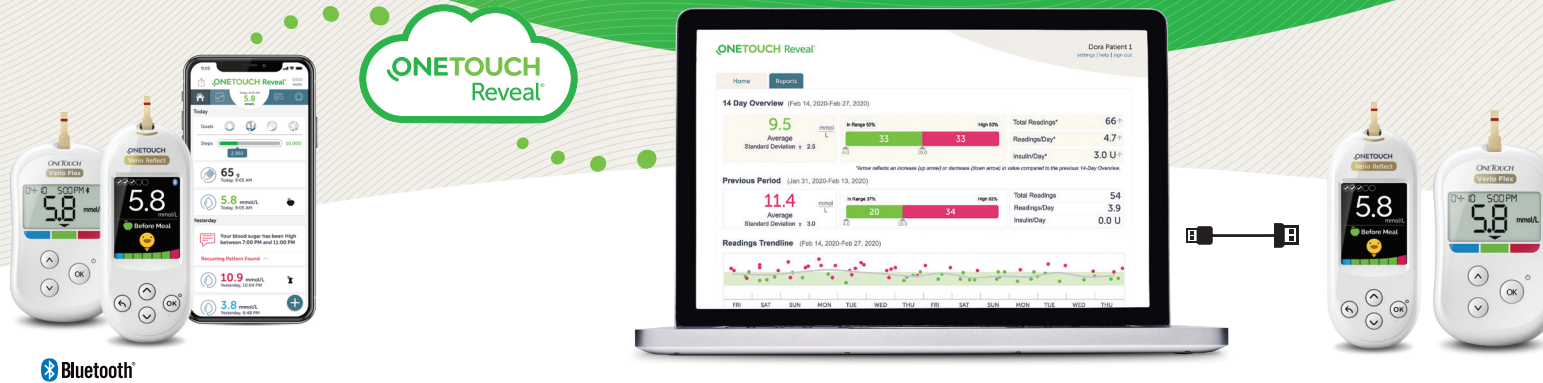 ONETOUCH
Verio Flex
04-10 5:00PM
5.8 mmol/L
OK
ONETOUCH
Verio Reflect
5.8
mmol/L
Before Meal
OK
9:05
ONETOUCH Reveal®
MORE
Today, 9:05 AM
5.8
mmol/L
Today
Goals
Steps
10,000
2,992
65 g
Today, 9:05 AM
5.8 mmol/L
Today, 9:05 AM
Yesterday
Your blood sugar has been High
between 7:00 PM and 11:00 PM
Recurring Pattern Found
10.9 mmol/L
Yesterday, 10:04 PM
3.8 mmol/L
Yesterday, 6:48 PM
Bluetooth®
ONETOUCH
Reveal®
ONETOUCH Reveal®
Dora Patient 1
settings | help | sign out
Home
Reports
14 Day Overview (Feb 14, 2020-Feb 27, 2020)
9.5 mmol/L
Average
Standard Deviation ± 2.5
In Range 50%
High 50%
33
33
4.0
10.0
Total Readings* 66↑
Readings/Day* 4.7↑
Insulin/Day* 3.0 U↑
*Arrow reflects an increase (up arrow) or decrease (down arrow) in value compared to the previous 14-Day Overview.
Previous Period (Jan 31, 2020-Feb 13, 2020)
11.4 mmol/L
Average
Standard Deviation ± 3.0
In Range 37%
High 63%
20
34
4.0
10.0
Total Readings 54
Readings/Day 3.9
Insulin/Day 0.0 U
Readings Trendline (Feb 14, 2020-Feb 27, 2020)
FRI SAT SUN MON TUE WED THU FRI SAT SUN MON TUE WED THU
ONETOUCH
Verio Reflect
5.8
mmol/L
Before Meal
OK
ONETOUCH
Verio Flex
04-10 5:00PM
5.8 mmol/L
OK